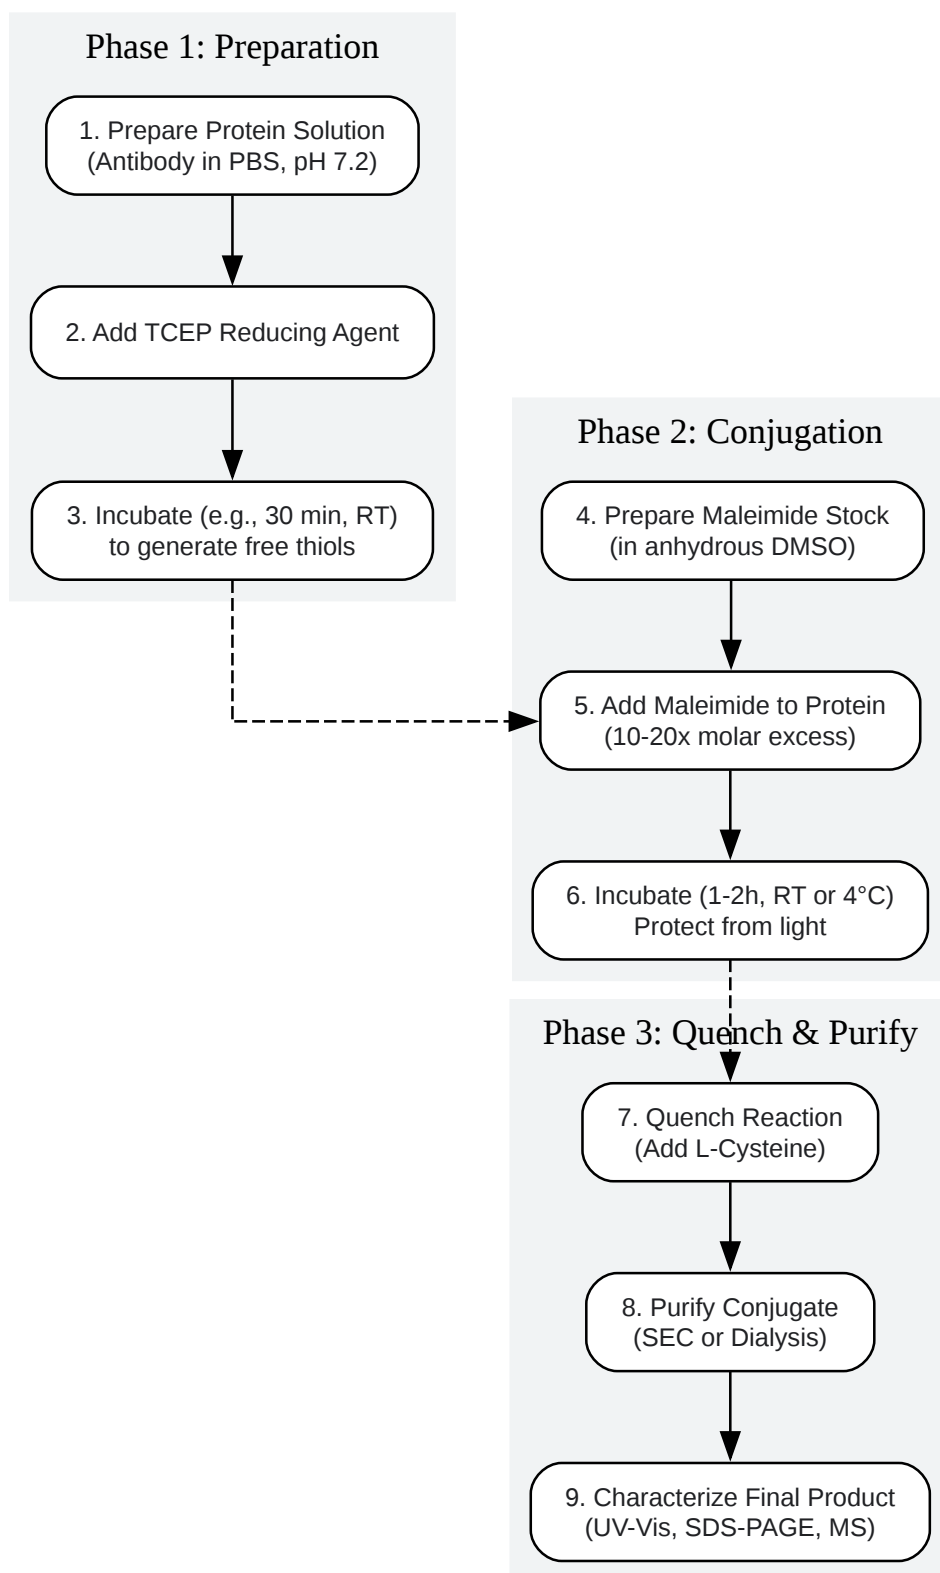 Phase 1: Preparation
1. Prepare Protein Solution
(Antibody in PBS, pH 7.2)
2. Add TCEP Reducing Agent
3. Incubate (e.g., 30 min, RT)
to generate free thiols
Phase 2: Conjugation
4. Prepare Maleimide Stock
(in anhydrous DMSO)
5. Add Maleimide to Protein
(10-20x molar excess)
6. Incubate (1-2h, RT or 4°C)
Protect from light
Phase 3: Quench & Purify
7. Quench Reaction
(Add L-Cysteine)
8. Purify Conjugate
(SEC or Dialysis)
9. Characterize Final Product
(UV-Vis, SDS-PAGE, MS)